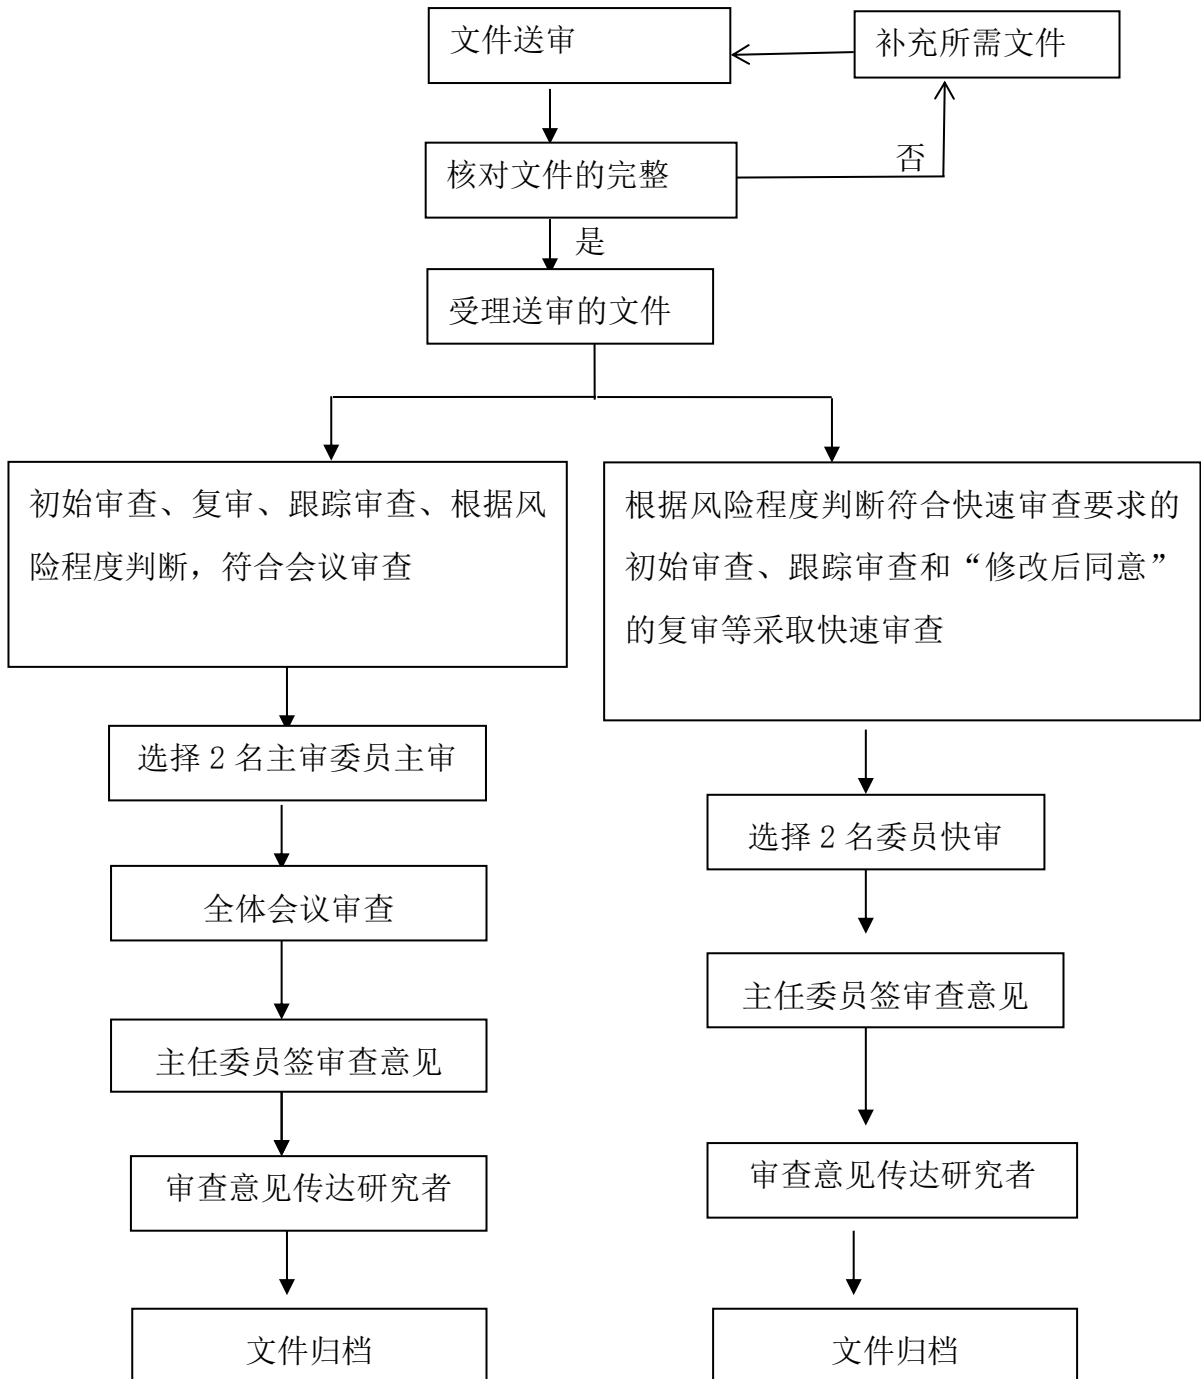 文件送审
补充所需文件
核对文件的完整
否
是
受理送审的文件
初始审查、复审、跟踪审查、根据风
险程度判断，符合会议审查
根据风险程度判断符合快速审查要求的
初始审查、跟踪审查和“修改后同意”
的复审等采取快速审查
选择 2 名主审委员主审
全体会议审查
主任委员签审查意见
审查意见传达研究者
文件归档
选择 2 名委员快审
主任委员签审查意见
审查意见传达研究者
文件归档